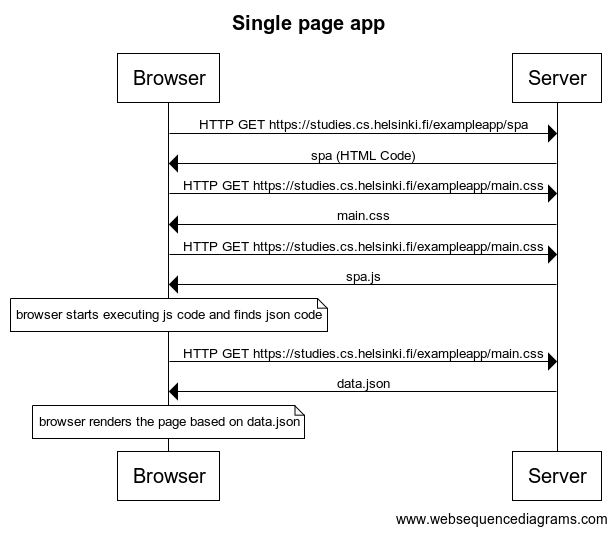 Single page app
Browser
Server
HTTP GET https://studies.cs.helsinki.fi/exampleapp/spa
spa (HTML Code)
HTTP GET https://studies.cs.helsinki.fi/exampleapp/main.css
main.css
HTTP GET https://studies.cs.helsinki.fi/exampleapp/main.css
spa.js
browser starts executing js code and finds json code
HTTP GET https://studies.cs.helsinki.fi/exampleapp/main.css
data.json
browser renders the page based on data.json
Browser
Server
www.websequencediagrams.com